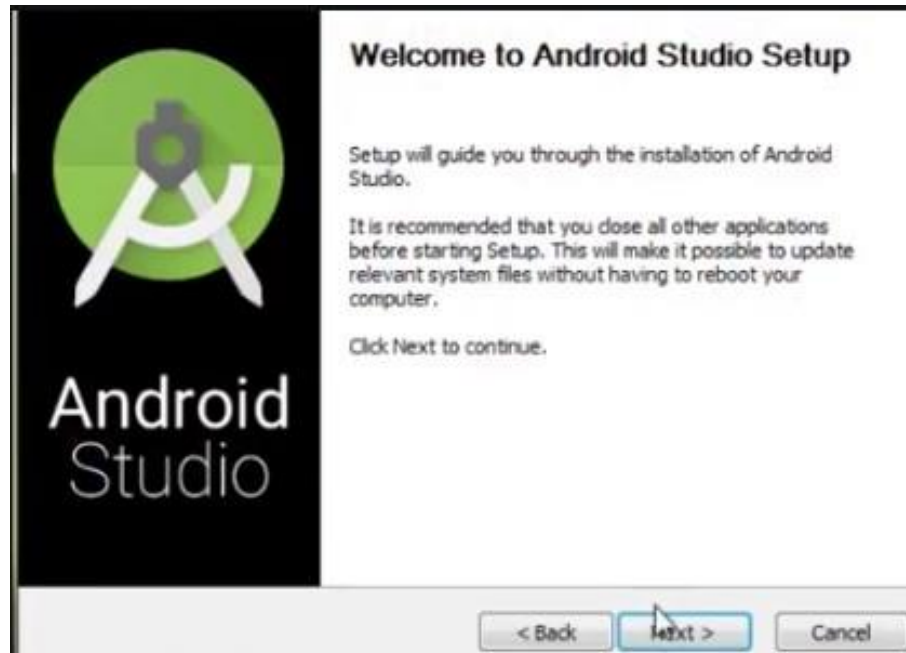 Welcome to Android Studio Setup
Setup will guide you through the installation of Android
Studio.
It is recommended that you close all other applications
before starting Setup. This will make it possible to update
relevant system files without having to reboot your
computer.
Click Next to continue.
Android
Studio
< Back
Next >
Cancel